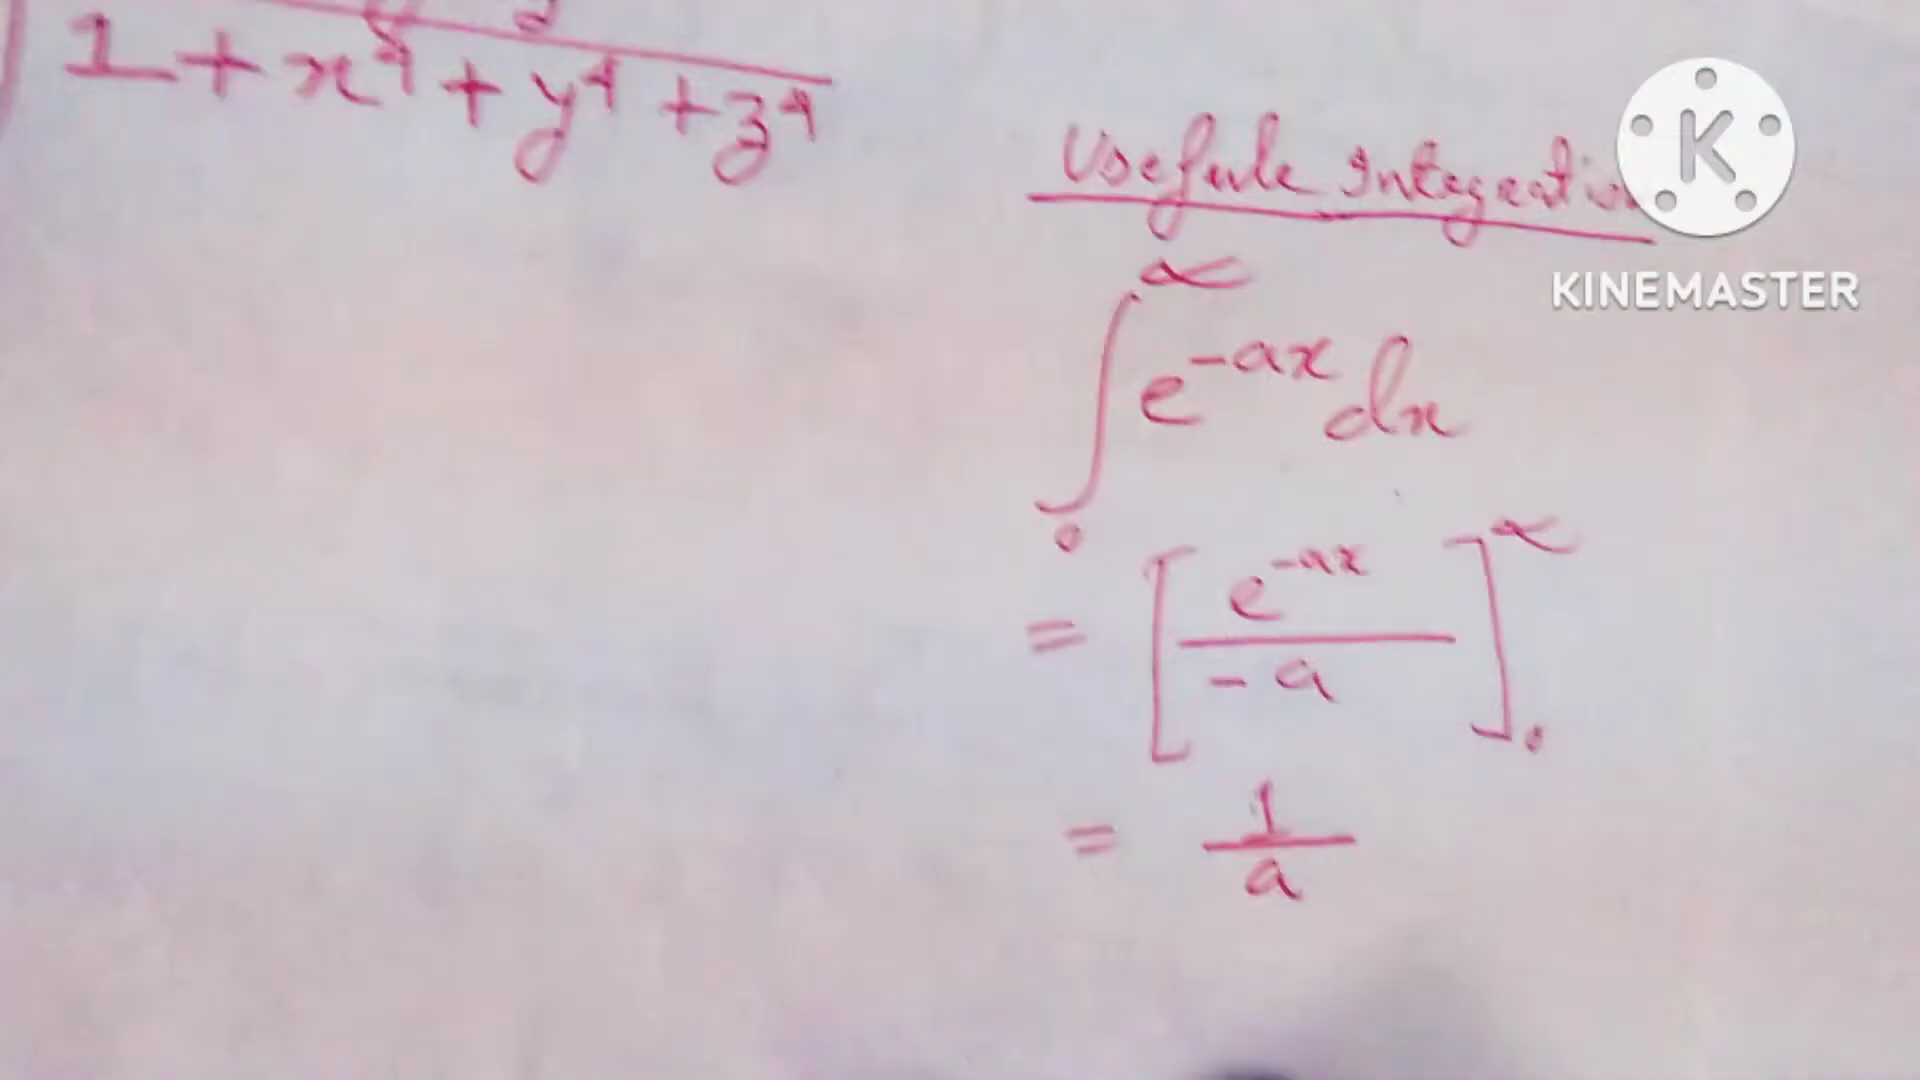 1 + x⁴ + y⁴ + z⁴
Usefule Integration
∫₀^∞ e^{-ax} dx
= [e^{-ax} / -a]₀^∞
= 1/a
K
KINEMASTER